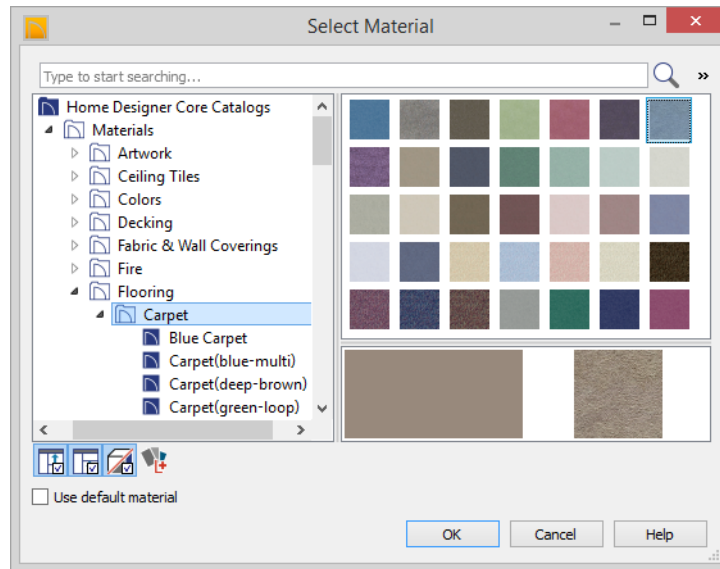 Select Material
Type to start searching...
»
Home Designer Core Catalogs
Materials
Artwork
Ceiling Tiles
Colors
Decking
Fabric & Wall Coverings
Fire
Flooring
Carpet
Blue Carpet
Carpet(blue-multi)
Carpet(deep-brown)
Carpet(green-loop)
Use default material
OK Cancel Help